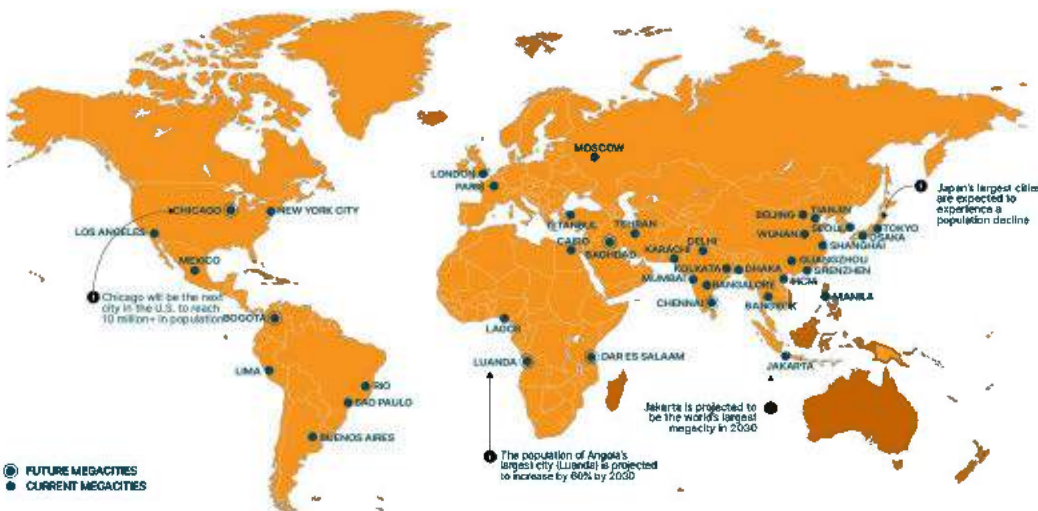 MOSCOW
LONDON
PARIS
Japan's largest cities
are expected to
experience a
population decline
CHICAGO
NEW YORK CITY
BEIJING
TIANJIN
ISTANBUL
TEHRAN
SEOUL
TOKYO
LOS ANGELES
CAIRO
DELHI
WUHAN
OSAKA
BAGHDAD
KARACHI
SHANGHAI
MEXICO
GUANGZHOU
KOLKATA
DHAKA
SHENZHEN
MUMBAI
BANGALORE
HCM
Chicago will be the next
city in the U.S. to reach
10 million+ in population
CHENNAI
BANGKOK
MANILA
BOGOTA
LAGOS
LUANDA
DAR ES SALAAM
JAKARTA
LIMA
RIO
SAO PAULO
Jakarta is projected to
be the world's largest
megacity in 2030
BUENOS AIRES
The population of Angola's
largest city (Luanda) is projected
to increase by 60% by 2030
FUTURE MEGACITIES
CURRENT MEGACITIES